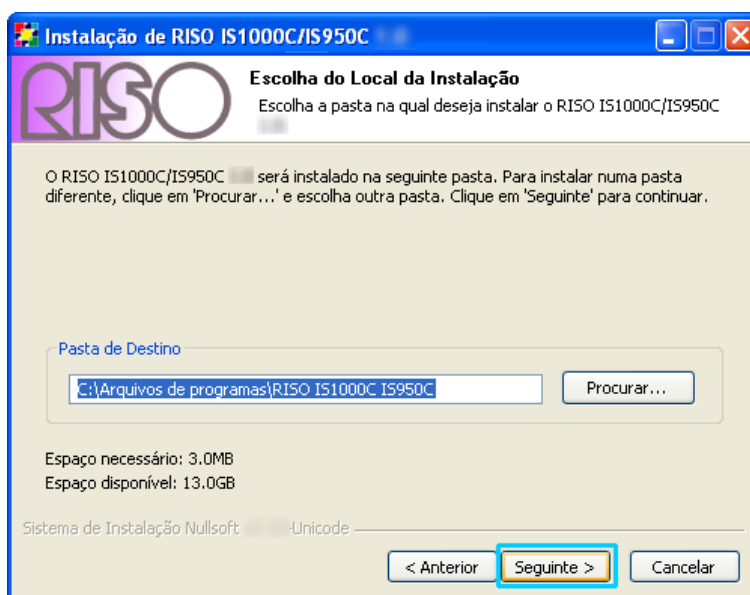 Instalação de RISO IS1000C/IS950C
RISO
Escolha do Local da Instalação
Escolha a pasta na qual deseja instalar o RISO IS1000C/IS950C
O RISO IS1000C/IS950C será instalado na seguinte pasta. Para instalar numa pasta
diferente, clique em 'Procurar...' e escolha outra pasta. Clique em 'Seguinte' para continuar.
Pasta de Destino
C:\Arquivos de programas\RISO IS1000C IS950C
Procurar...
Espaço necessário: 3.0MB
Espaço disponível: 13.0GB
Sistema de Instalação Nullsoft -Unicode
< Anterior
Seguinte >
Cancelar